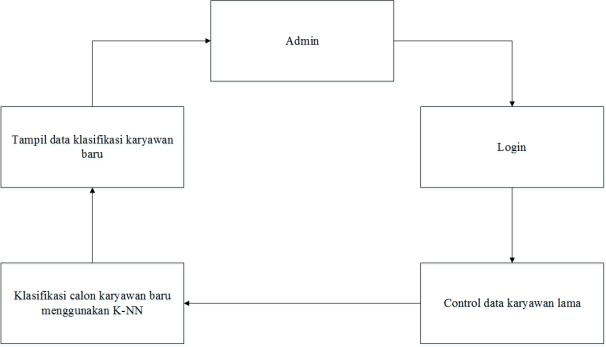 Admin
Tampil data klasifikasi karyawan
baru
Login
Klasifikasi calon karyawan baru
menggunakan K-NN
Control data karyawan lama